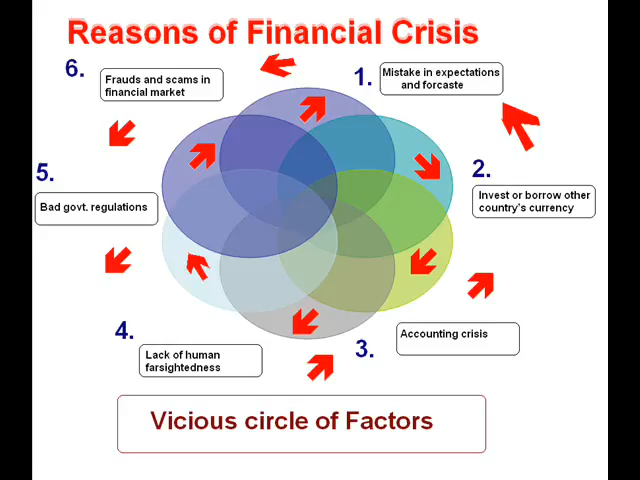 Reasons of Financial Crisis
6.
Frauds and scams in
financial market
1.
Mistake in expectations
and forcaste
5.
Bad govt. regulations
2.
Invest or borrow other
country's currency
4.
Lack of human
farsightedness
3.
Accounting crisis
Vicious circle of Factors